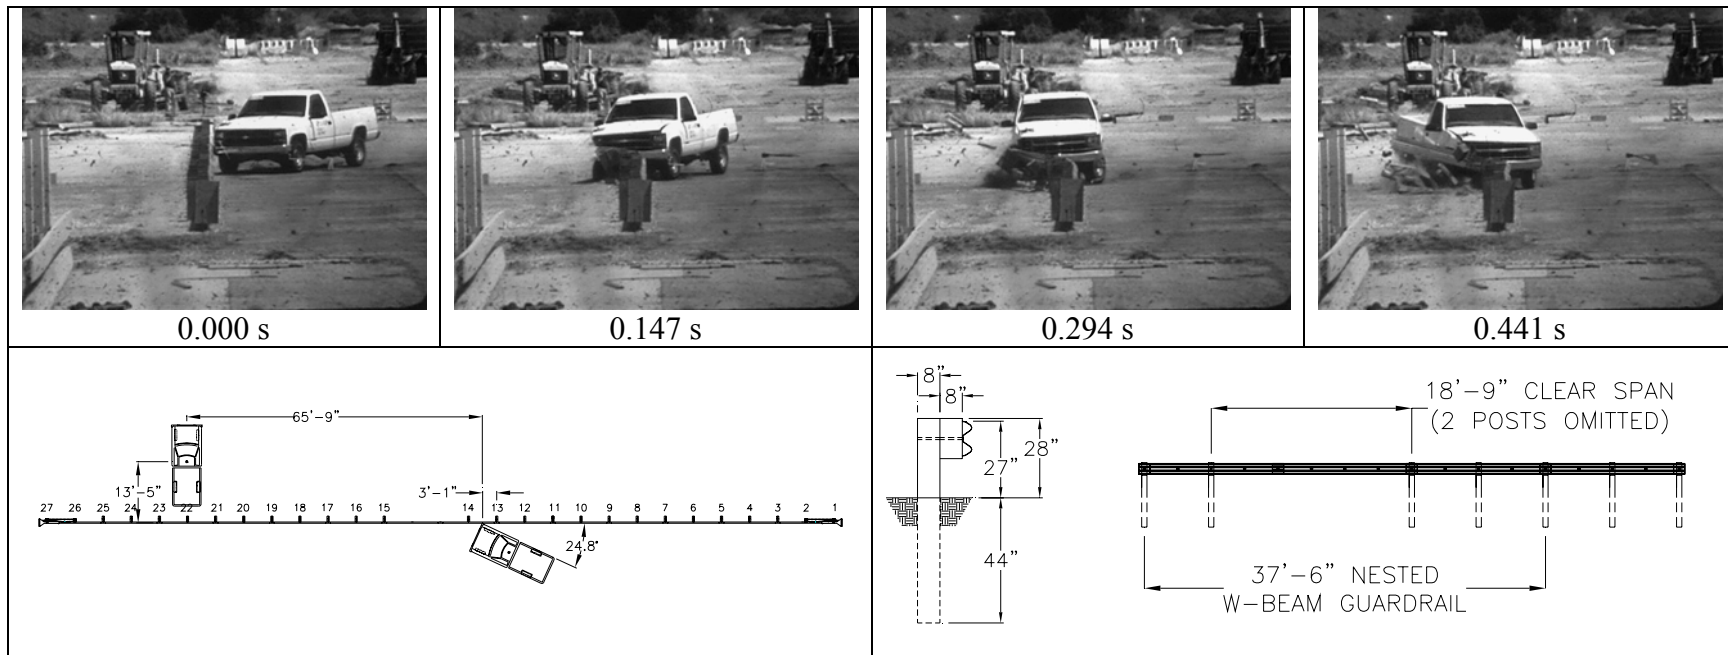 0.000 s
0.147 s
0.294 s
0.441 s
65'-9"
13'-5"
3'-1"
27 26 25 24 23 22 21 20 19 18 17 16 15 14 13 12 11 10 9 8 7 6 5 4 3 2 1
24.8°
8"
8"
27"
28"
44"
18'-9" CLEAR SPAN
(2 POSTS OMITTED)
37'-6" NESTED
W-BEAM GUARDRAIL